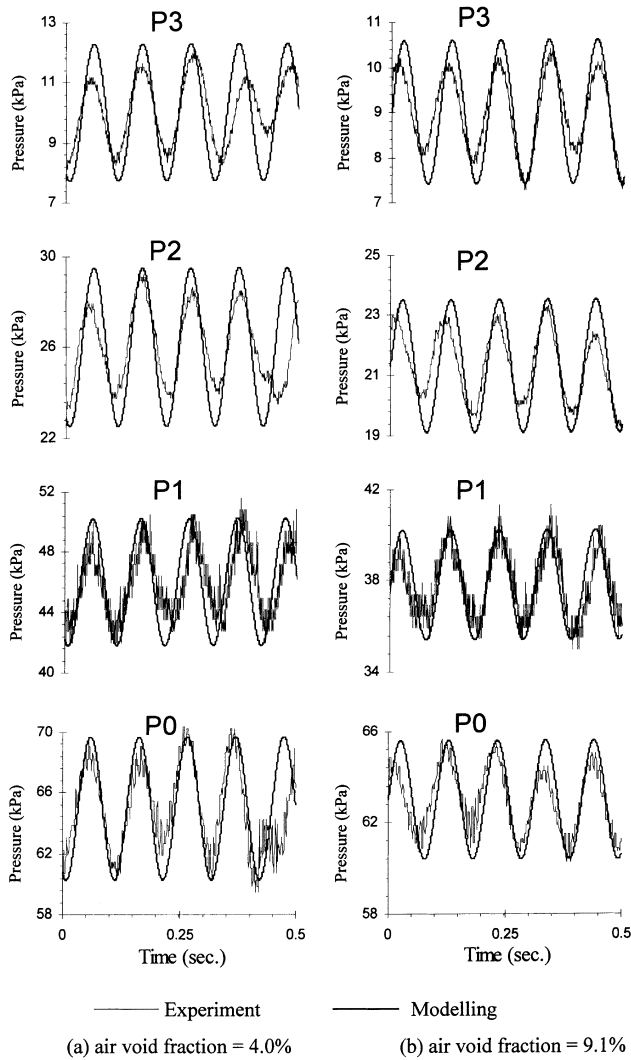 P3
P3
13
11
9
7
Pressure (kPa)
11
10
9
8
7
Pressure (kPa)
P2
P2
30
26
22
Pressure (kPa)
25
23
21
19
Pressure (kPa)
P1
P1
52
48
44
40
Pressure (kPa)
42
38
34
Pressure (kPa)
P0
P0
70
66
62
58
Pressure (kPa)
66
62
58
Pressure (kPa)
0 0.25 0.5
Time (sec.)
0 0.25 0.5
Time (sec.)
Experiment Modelling
(a) air void fraction = 4.0% (b) air void fraction = 9.1%